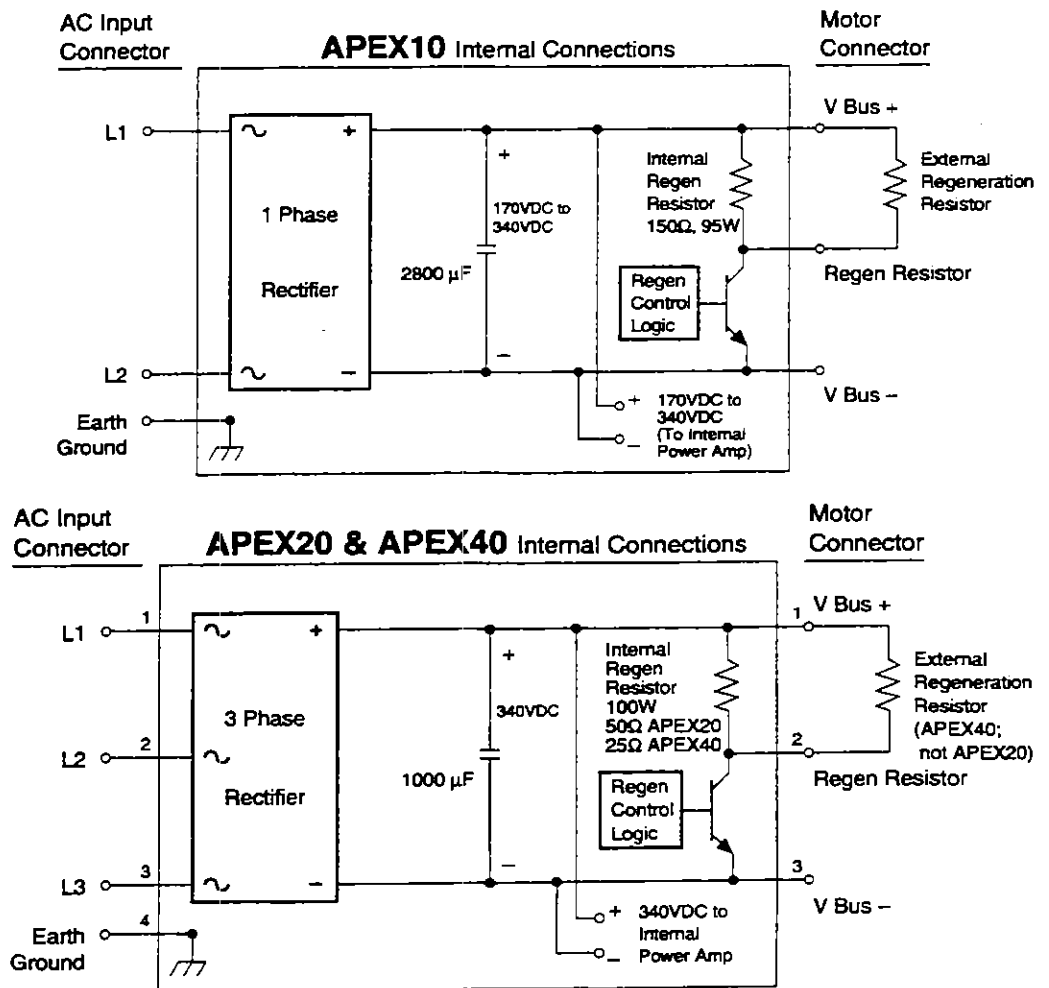 AC Input
Connector
APEX10 Internal Connections
Motor
Connector
L1
+
1 Phase
Rectifier
−
L2
Earth
Ground
+
170VDC to
340VDC
2800 µF
−
Internal
Regen
Resistor
150Ω, 95W
Regen
Control
Logic
+ 170VDC to
340VDC
− (To Internal
Power Amp)
V Bus +
External
Regeneration
Resistor
Regen Resistor
V Bus −
AC Input
Connector
APEX20 & APEX40 Internal Connections
Motor
Connector
L1 1
L2 2
L3 3
Earth
Ground
4
+
3 Phase
Rectifier
−
+
340VDC
1000 µF
−
Internal
Regen
Resistor
100W
50Ω APEX20
25Ω APEX40
Regen
Control
Logic
+ 340VDC to
Internal
− Power Amp
1 V Bus +
External
Regeneration
Resistor
(APEX40;
not APEX20)
2
Regen Resistor
3
V Bus −